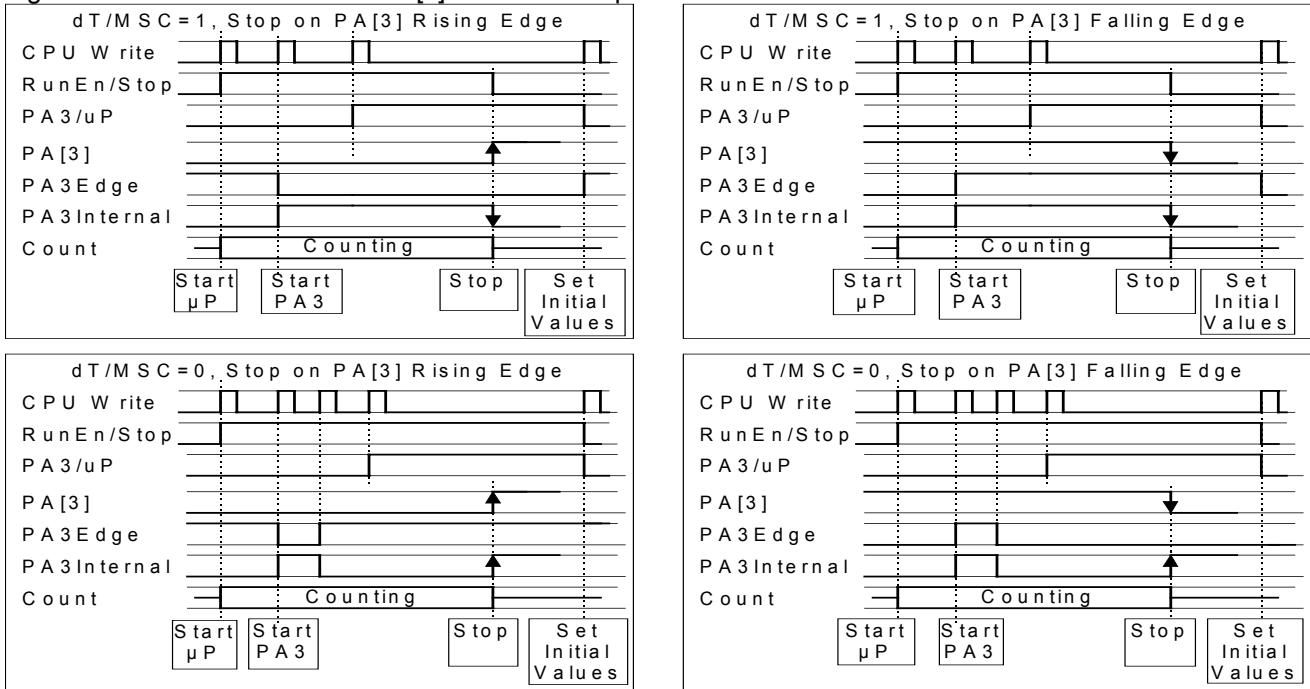 dT/MSC=1, Stop on PA[3] Rising Edge
CPU Write
RunEn/Stop
PA3/uP
PA[3]
PA3Edge
PA3Internal
Count
Counting
Start
µP
Start
PA3
Stop
Set
Initial
Values
dT/MSC=1, Stop on PA[3] Falling Edge
CPU Write
RunEn/Stop
PA3/uP
PA[3]
PA3Edge
PA3Internal
Count
Counting
Start
µP
Start
PA3
Stop
Set
Initial
Values
dT/MSC=0, Stop on PA[3] Rising Edge
CPU Write
RunEn/Stop
PA3/uP
PA[3]
PA3Edge
PA3Internal
Count
Counting
Start
µP
Start
PA3
Stop
Set
Initial
Values
dT/MSC=0, Stop on PA[3] Falling Edge
CPU Write
RunEn/Stop
PA3/uP
PA[3]
PA3Edge
PA3Internal
Count
Counting
Start
µP
Start
PA3
Stop
Set
Initial
Values